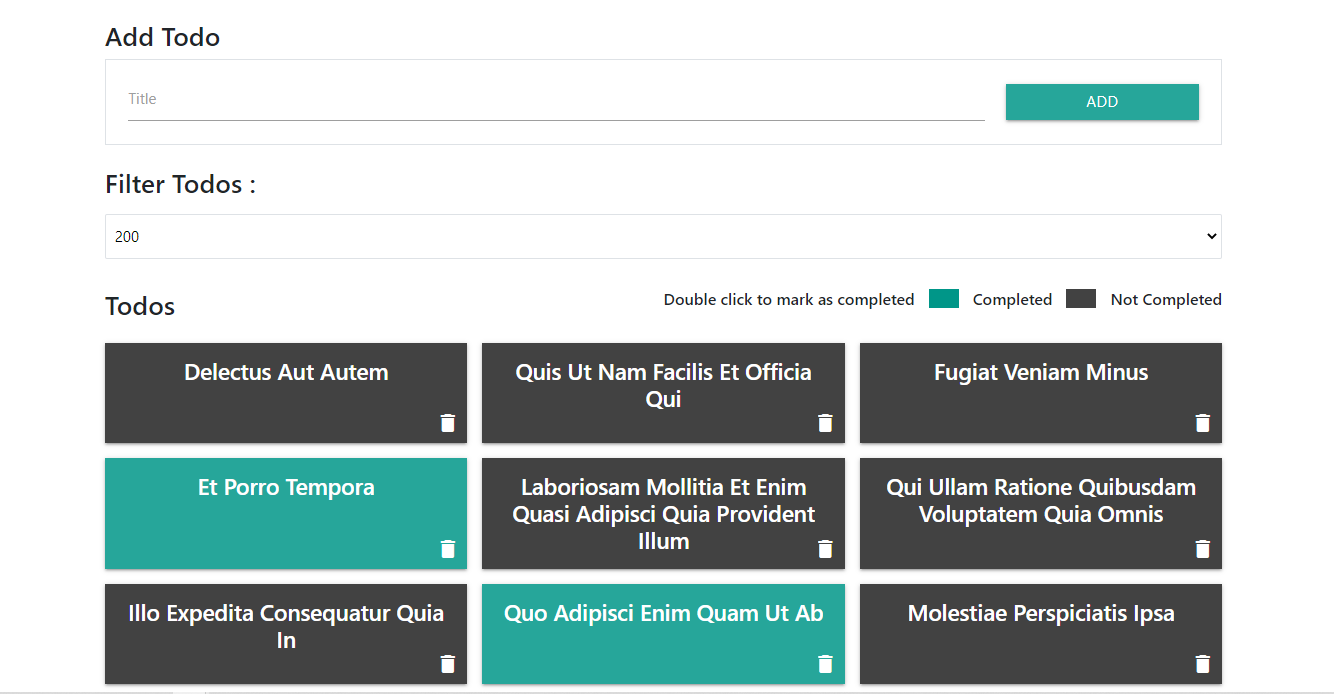 Add Todo
Title
ADD
Filter Todos :
200
Todos
Double click to mark as completed
Completed
Not Completed
Delectus Aut Autem
Quis Ut Nam Facilis Et Officia
Qui
Fugiat Veniam Minus
Et Porro Tempora
Laboriosam Mollitia Et Enim
Quasi Adipisci Quia Provident
Illum
Qui Ullam Ratione Quibusdam
Voluptatem Quia Omnis
Illo Expedita Consequatur Quia
In
Quo Adipisci Enim Quam Ut Ab
Molestiae Perspiciatis Ipsa